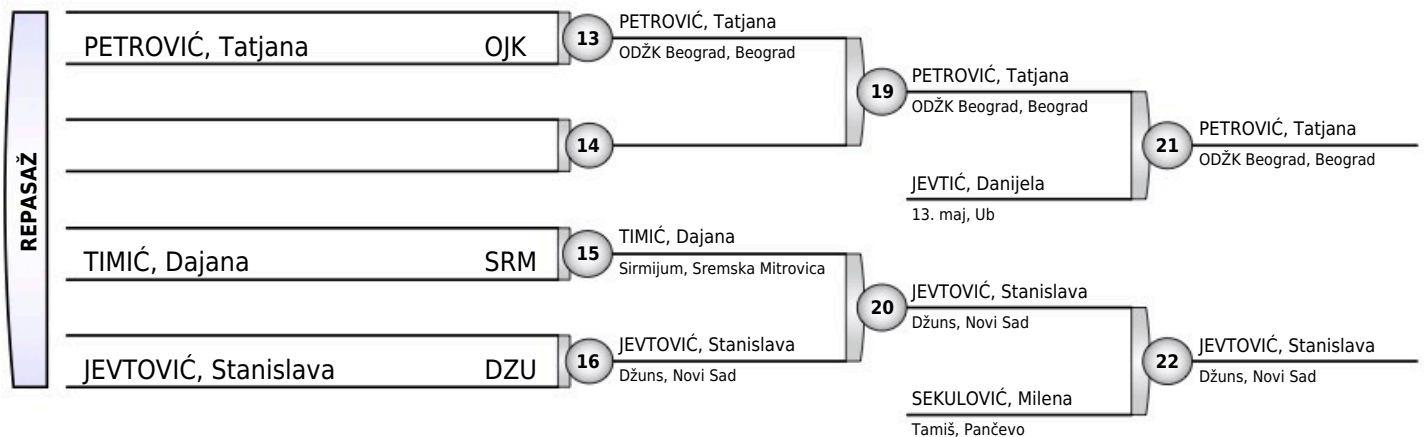 REPASAŽ
PETROVIĆ, Tatjana OJK
13
PETROVIĆ, Tatjana
ODŽK Beograd, Beograd
14
19
PETROVIĆ, Tatjana
ODŽK Beograd, Beograd
JEVTIĆ, Danijela
13. maj, Ub
21
PETROVIĆ, Tatjana
ODŽK Beograd, Beograd
TIMIĆ, Dajana SRM
15
TIMIĆ, Dajana
Sirmijum, Sremska Mitrovica
JEVTOVIĆ, Stanislava DZU
16
JEVTOVIĆ, Stanislava
Džuns, Novi Sad
20
JEVTOVIĆ, Stanislava
Džuns, Novi Sad
SEKULOVIĆ, Milena
Tamiš, Pančevo
22
JEVTOVIĆ, Stanislava
Džuns, Novi Sad